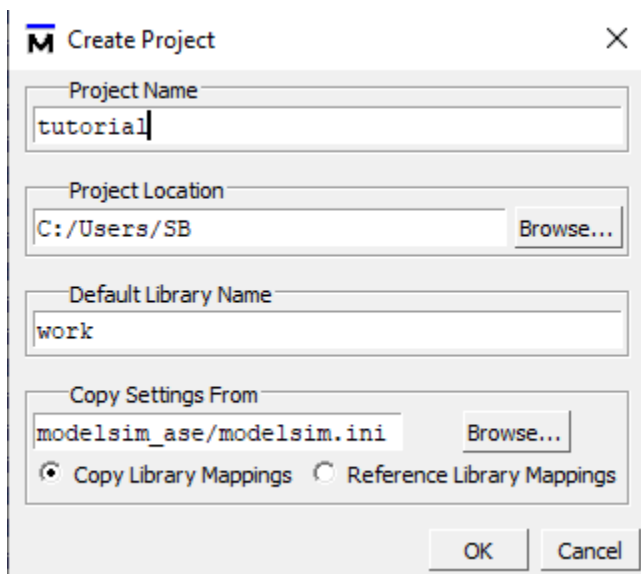 Create Project
Project Name
tutorial
Project Location
C:/Users/SB Browse...
Default Library Name
work
Copy Settings From
modelsim_ase/modelsim.ini Browse...
Copy Library Mappings Reference Library Mappings
OK Cancel